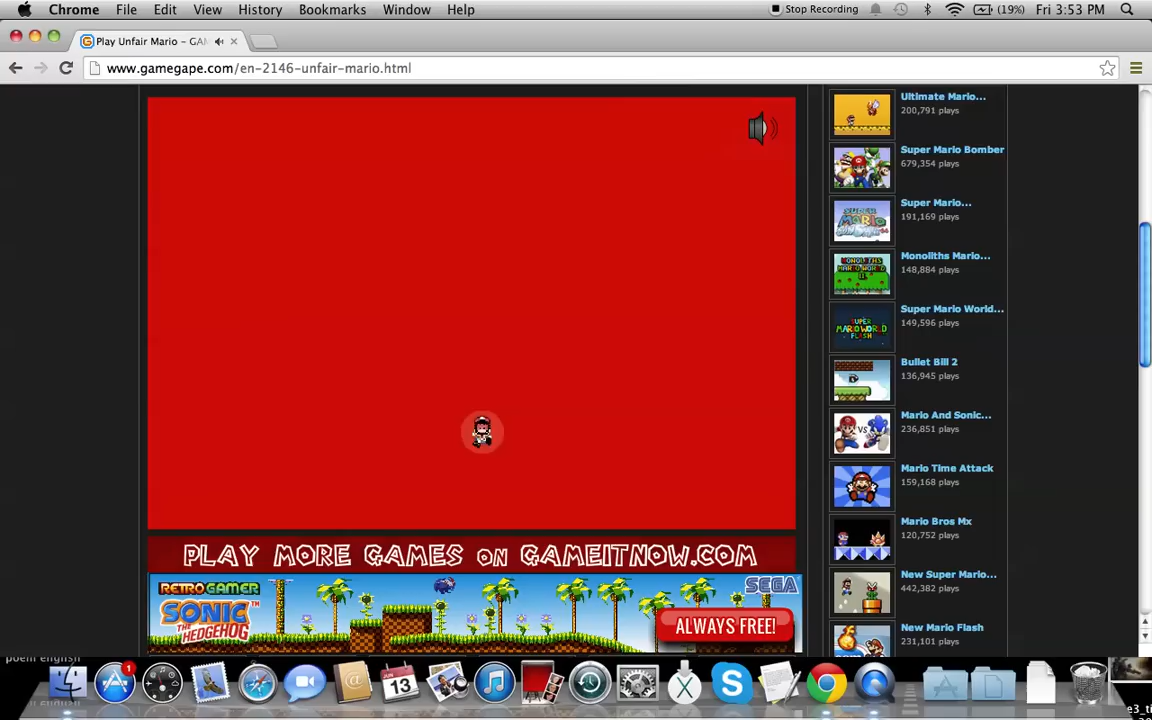 Chrome File Edit View History Bookmarks Window Help Stop Recording (19%) Fri 3:53 PM
Play Unfair Mario – GA
www.gamegape.com/en-2146-unfair-mario.html
Ultimate Mario...
200,791 plays
Super Mario Bomber
679,354 plays
Super Mario...
191,169 plays
Monoliths Mario...
148,884 plays
Super Mario World...
149,596 plays
Bullet Bill 2
136,945 plays
Mario And Sonic...
236,851 plays
Mario Time Attack
159,168 plays
Mario Bros Mx
120,752 plays
New Super Mario...
442,382 plays
New Mario Flash
231,101 plays
PLAY MORE GAMES ON GAMEITNOW.COM
RETROGAMER
SONIC
THE HEDGEHOG
SEGA
ALWAYS FREE!
poem english
JUN
13
1